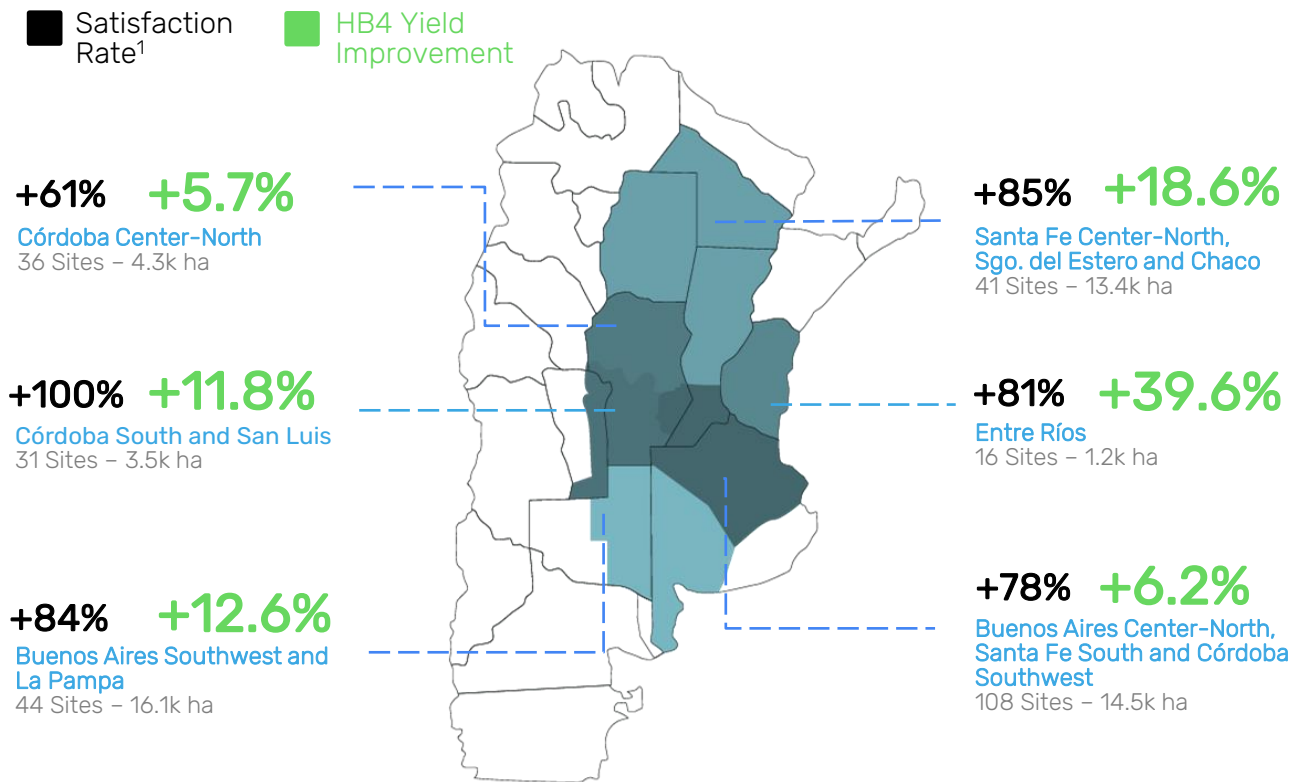 Satisfaction
Rate¹
HB4 Yield
Improvement
+61% +5.7%
Córdoba Center-North
36 Sites – 4.3k ha
+100% +11.8%
Córdoba South and San Luis
31 Sites – 3.5k ha
+84% +12.6%
Buenos Aires Southwest and
La Pampa
44 Sites – 16.1k ha
+85% +18.6%
Santa Fe Center-North,
Sgo. del Estero and Chaco
41 Sites – 13.4k ha
+81% +39.6%
Entre Ríos
16 Sites – 1.2k ha
+78% +6.2%
Buenos Aires Center-North,
Santa Fe South and Córdoba
Southwest
108 Sites – 14.5k ha